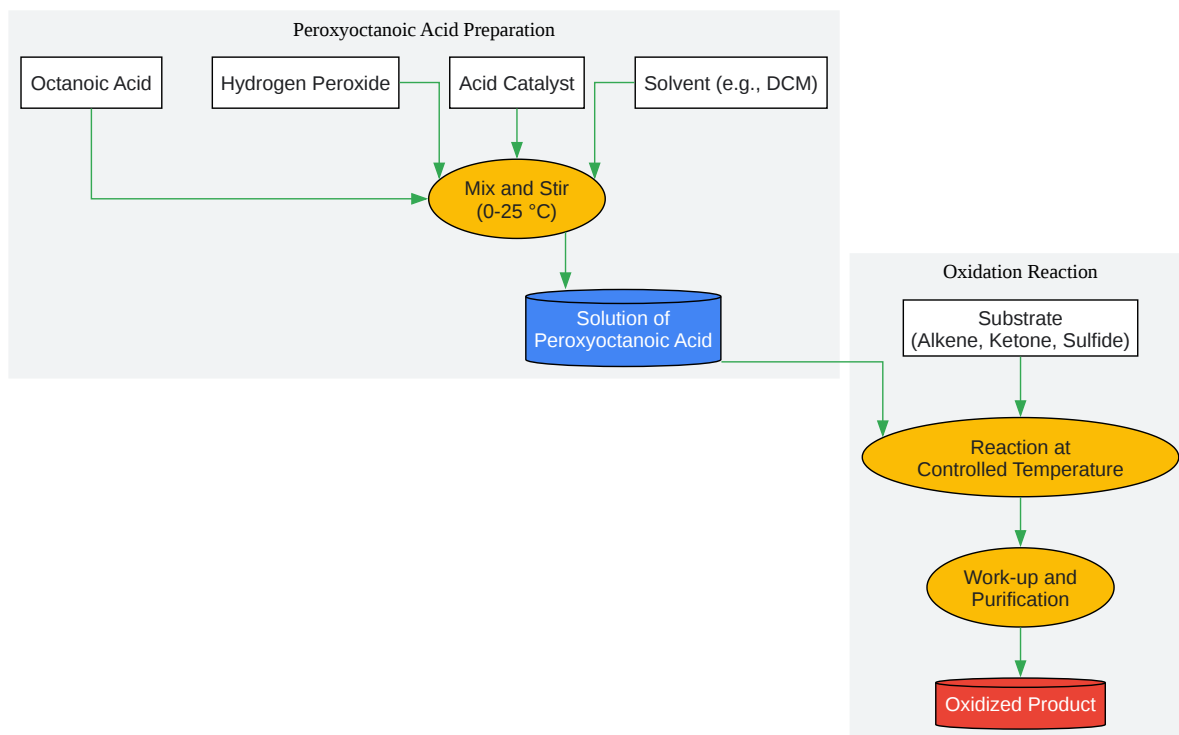 Peroxyoctanoic Acid Preparation
Octanoic Acid
Hydrogen Peroxide
Acid Catalyst
Solvent (e.g., DCM)
Mix and Stir
(0-25 °C)
Solution of
Peroxyoctanoic Acid
Oxidation Reaction
Substrate
(Alkene, Ketone, Sulfide)
Reaction at
Controlled Temperature
Work-up and
Purification
Oxidized Product